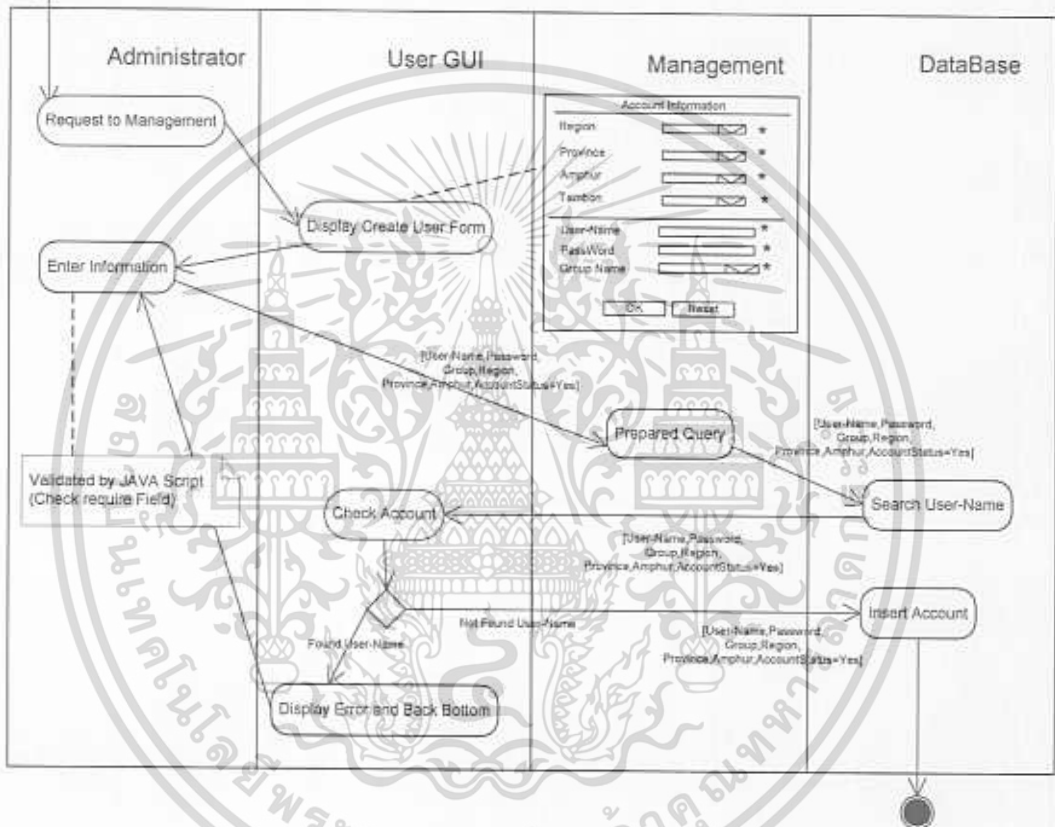 Administrator
User GUI
Management
DataBase
Request to Management
Account Information
Region *
Province *
Amphur *
Tambon *
User-Name *
PassWord *
Group Name *
OK Reset
Display Create User Form
Enter Information
[User-Name,Password,
Group,Region,
Province,Amphur,AccountStatus=Yes]
Prepared Query
[User-Name,Password,
Group,Region,
Province,Amphur,AccountStatus=Yes]
Validated by JAVA Script
(Check require Field)
Check Account
Search User-Name
[User-Name,Password,
Group,Region,
Province,Amphur,AccountStatus=Yes]
Not Found User-Name
Insert Account
Found User-Name
[User-Name,Password,
Group,Region,
Province,Amphur,AccountStatus=Yes]
Display Error and Back Bottom